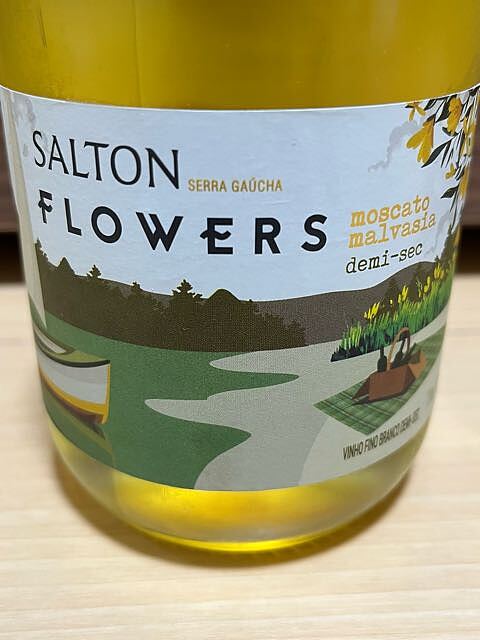 SALTON
SERRA GAÚCHA
FLOWERS
moscato
malvasia
demi-sec
VINHO FINO BRANCO DEMI-SEC